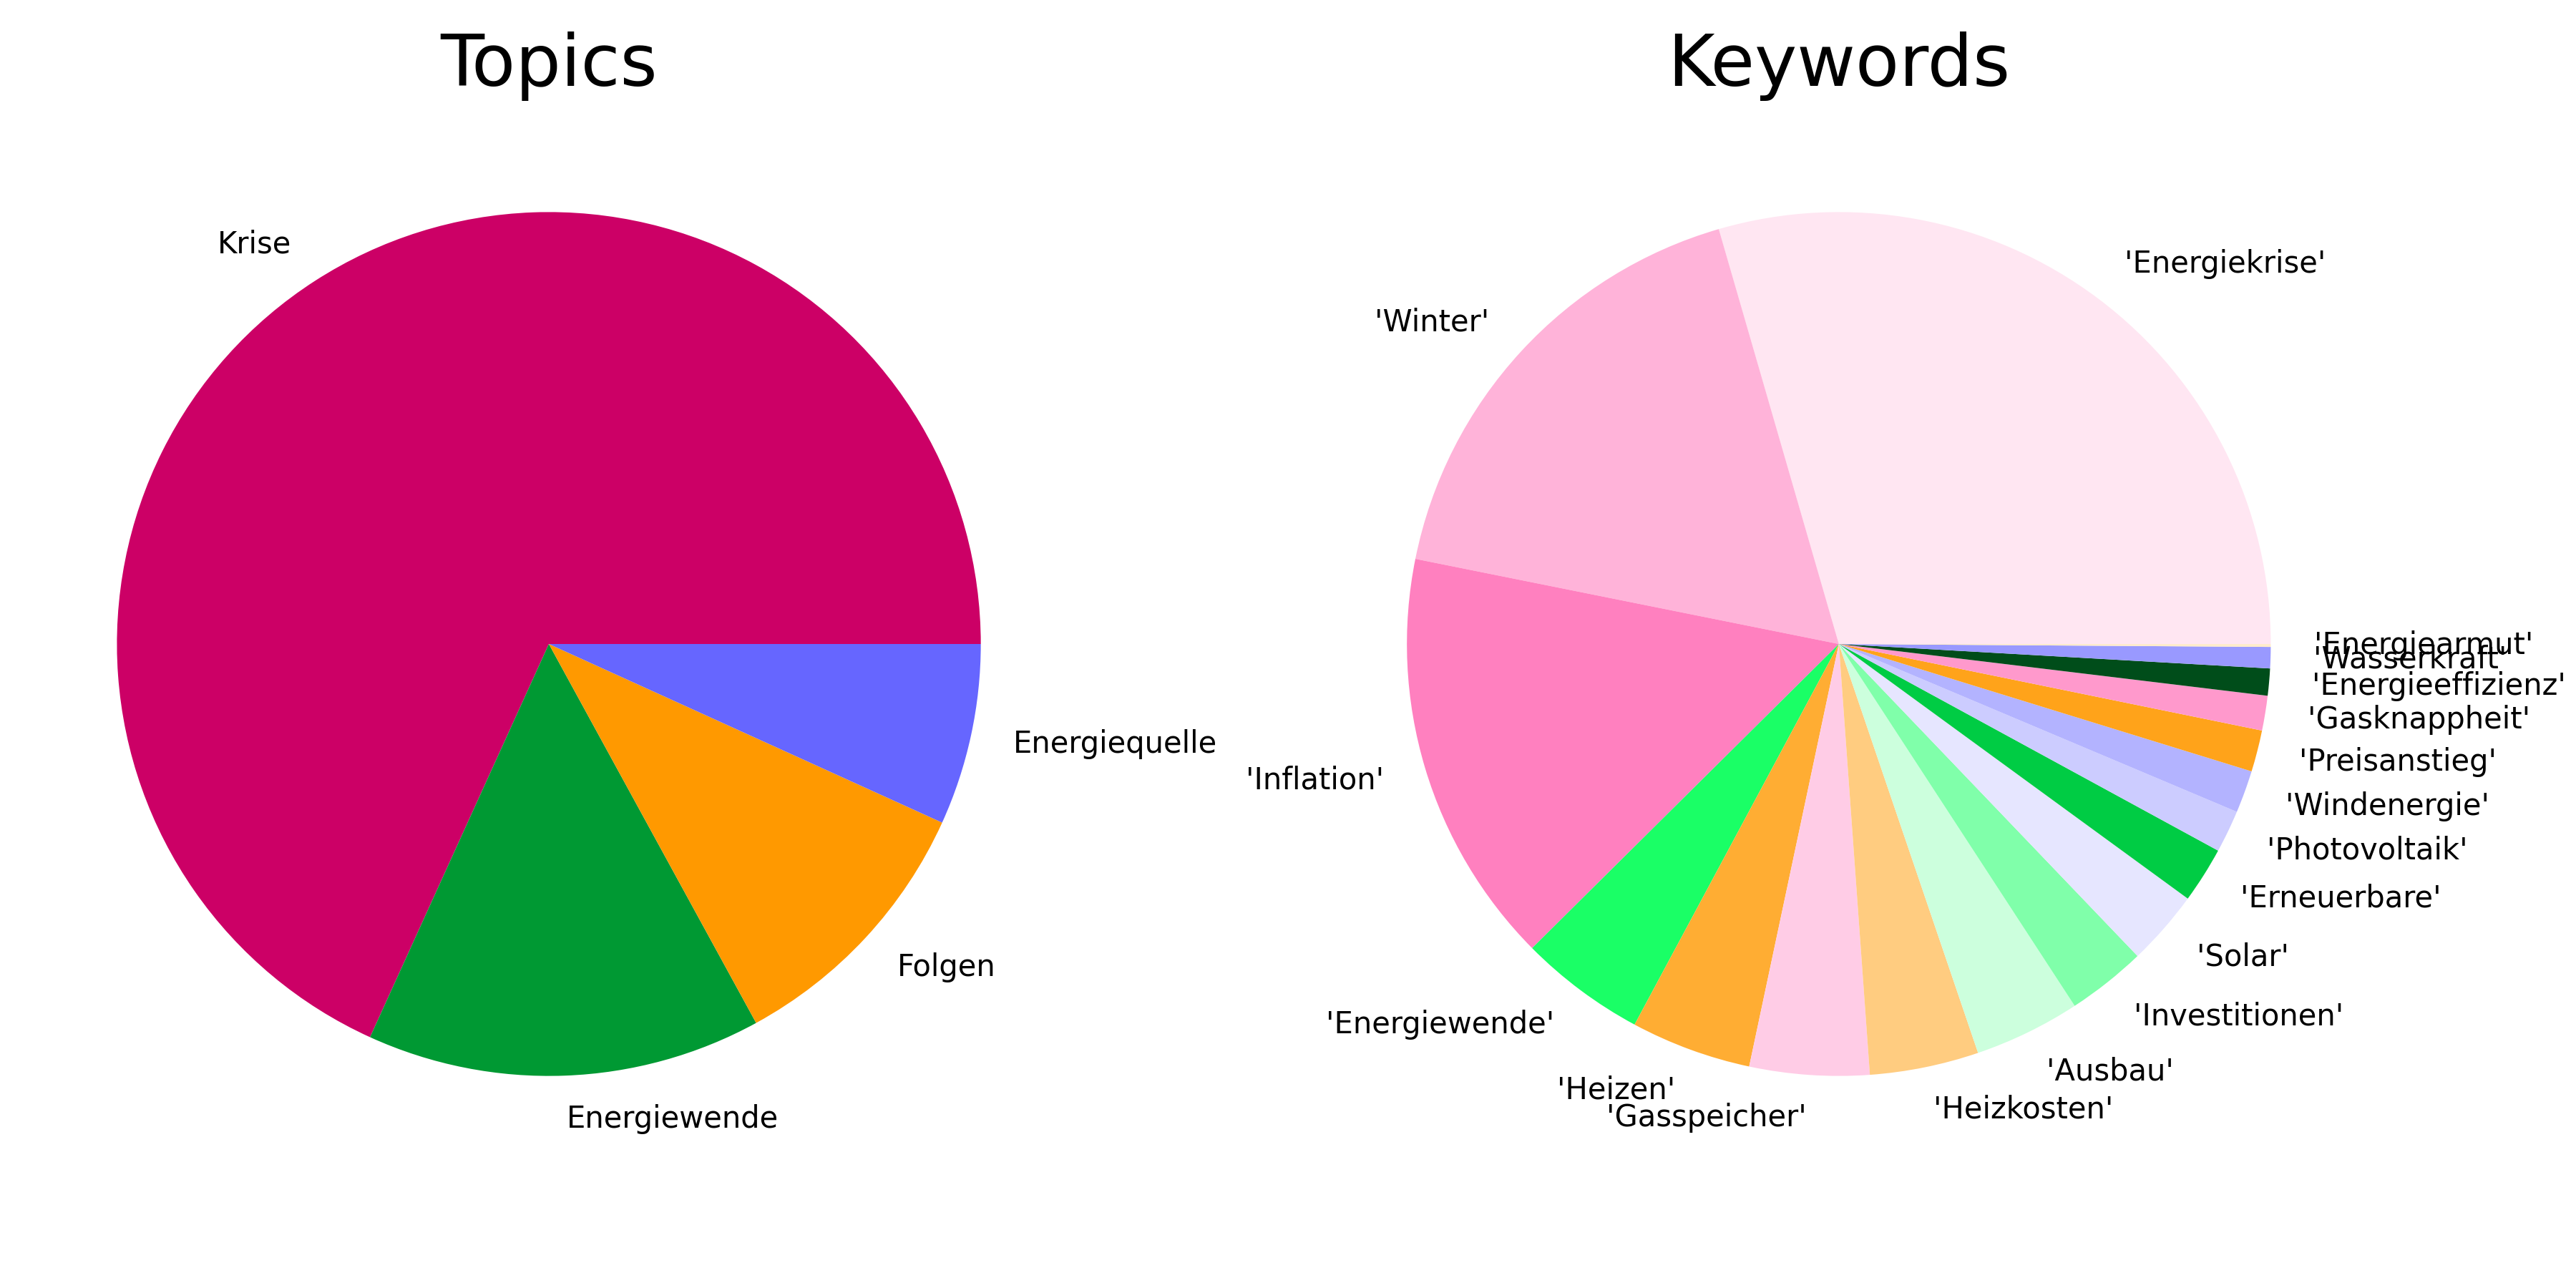 Topics
Krise
Energiequelle
Folgen
Energiewende
Keywords
'Energiekrise'
'Winter'
'Inflation'
'Energiewende'
'Heizen'
'Gasspeicher'
'Heizkosten'
'Ausbau'
'Investitionen'
'Solar'
'Erneuerbare'
'Photovoltaik'
'Windenergie'
'Preisanstieg'
'Gasknappheit'
'Energieeffizienz'
'Wasserkraft'
'Energiearmut'